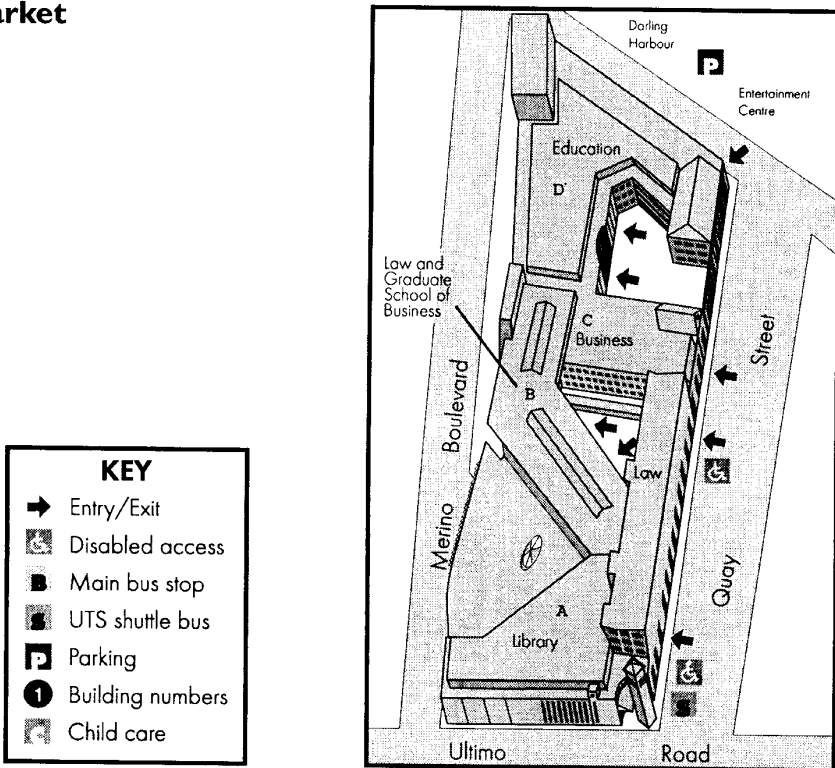 arket
KEY
Entry/Exit
Disabled access
B Main bus stop
S UTS shuttle bus
P Parking
1 Building numbers
C Child care
Darling
Harbour
P
Entertainment
Centre
Education
D
Law and
Graduate
School of
Business
C
Business
Street
B
Boulevard
Law
Merino
Quay
A
Library
S
Ultimo Road